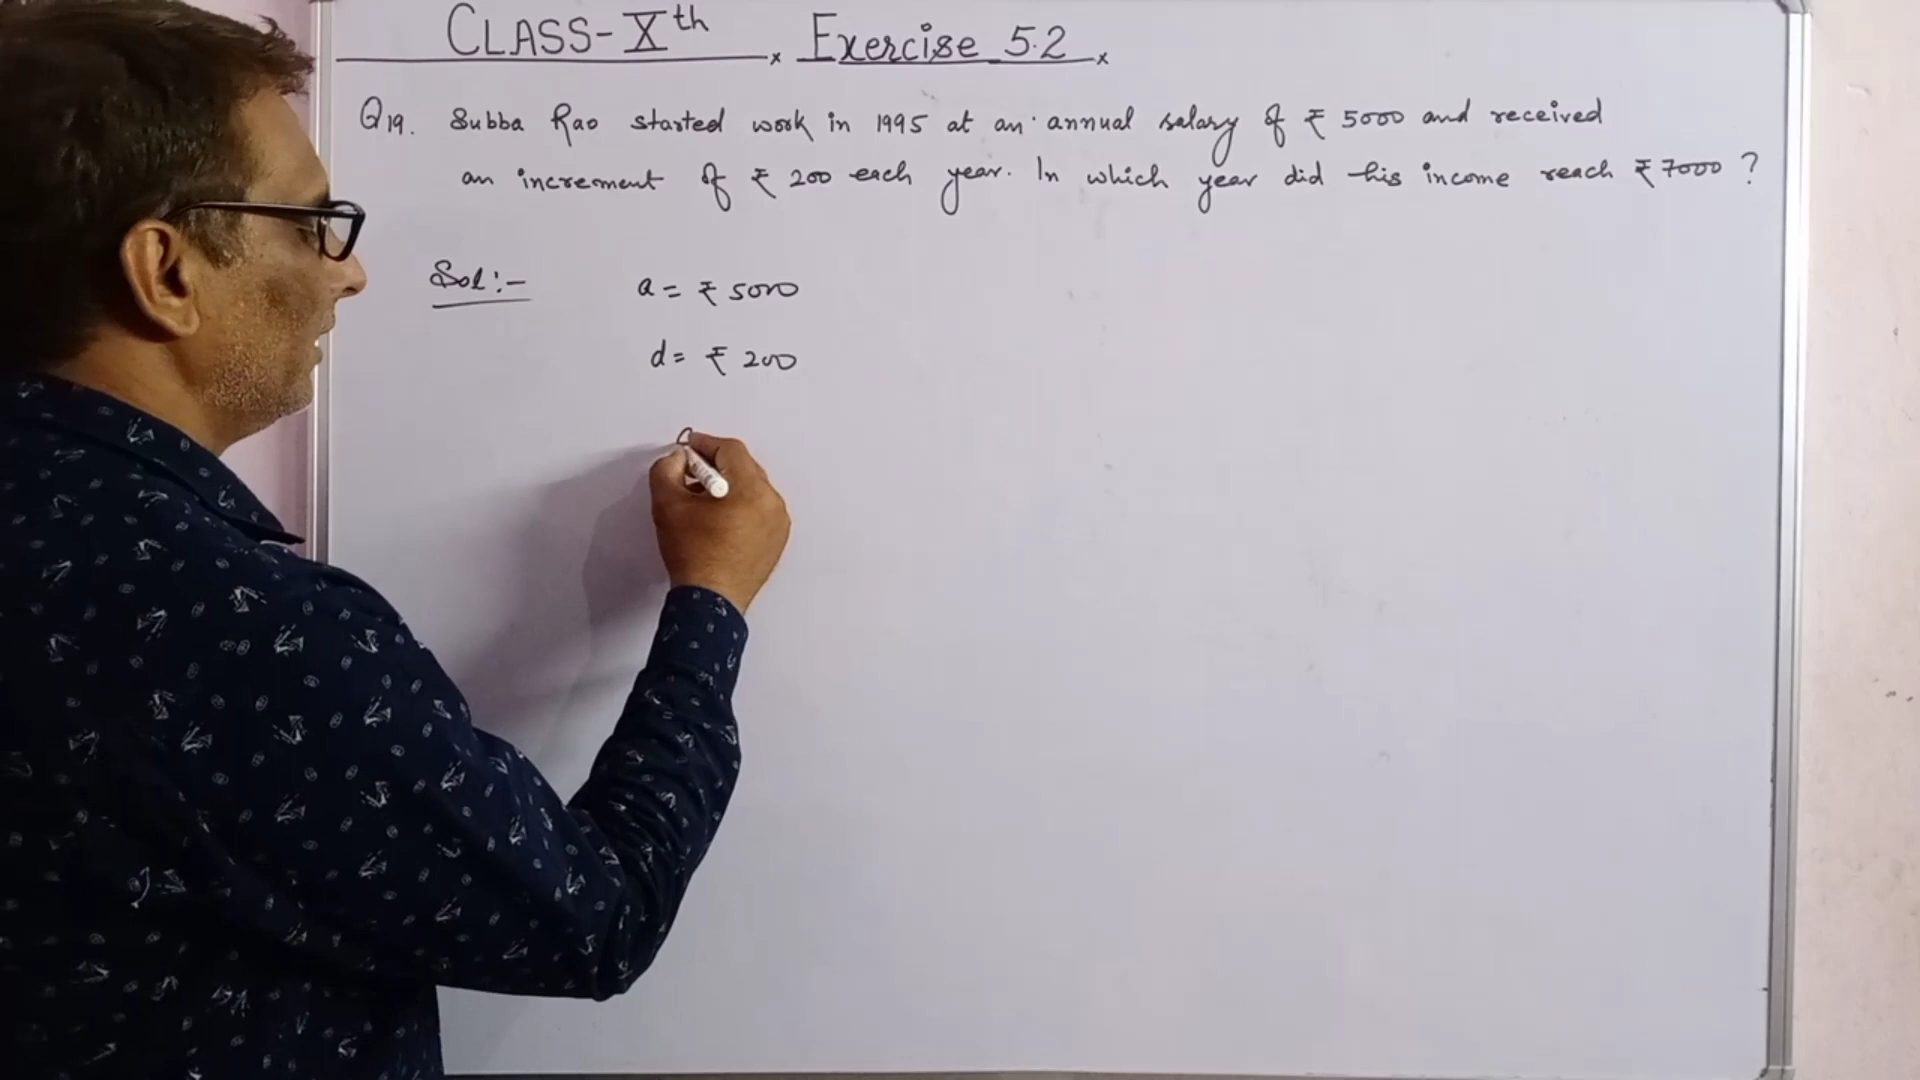 CLASS-Xth Exercise 5.2
Q19. Subba Rao started work in 1995 at an annual salary of ₹ 5000 and received
an increment of ₹ 200 each year. In which year did his income reach ₹ 7000 ?
Sol:- a = ₹ 5000
d = ₹ 200